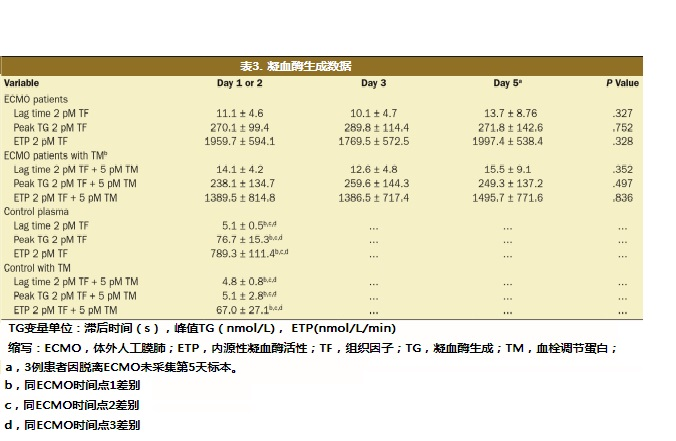 表3. 凝血酶生成数据
Variable Day 1 or 2 Day 3 Day 5ᵃ P Value
ECMO patients
Lag time 2 pM TF 11.1 ± 4.6 10.1 ± 4.7 13.7 ± 8.76 .327
Peak TG 2 pM TF 270.1 ± 99.4 289.8 ± 114.4 271.8 ± 142.6 .752
ETP 2 pM TF 1959.7 ± 594.1 1769.5 ± 572.5 1997.4 ± 538.4 .328
ECMO patients with TMᵇ
Lag time 2 pM TF + 5 pM TM 14.1 ± 4.2 12.6 ± 4.8 15.5 ± 9.1 .352
Peak TG 2 pM TF + 5 pM TM 238.1 ± 134.7 259.6 ± 144.3 249.3 ± 137.2 .497
ETP 2 pM TF + 5 pM TM 1389.5 ± 814.8 1386.5 ± 717.4 1495.7 ± 771.6 .836
Control plasma
Lag time 2 pM TF 5.1 ± 0.5ᵇ,ᶜ,ᵈ ... ... ...
Peak TG 2 pM TF 76.7 ± 15.3ᵇ,ᶜ,ᵈ ... ... ...
ETP 2 pM TF 789.3 ± 111.4ᵇ,ᶜ,ᵈ ... ... ...
Control with TM
Lag time 2 pM TF + 5 pM TM 4.8 ± 0.8ᵇ,ᶜ,ᵈ ... ... ...
Peak TG 2 pM TF + 5 pM TM 5.1 ± 2.8ᵇ,ᶜ,ᵈ ... ... ...
ETP 2 pM TF + 5 pM TM 67.0 ± 27.1ᵇ,ᶜ,ᵈ ... ... ...
TG变量单位：滞后时间（s），峰值TG（nmol/L)， ETP(nmol/L/min)
缩写：ECMO，体外人工膜肺；ETP，内源性凝血酶活性；TF，组织因子；TG，凝血酶生成；TM，血栓调节蛋白；
a，3例患者因脱离ECMO未采集第5天标本。
b，同ECMO时间点1差别
c，同ECMO时间点2差别
d，同ECMO时间点3差别